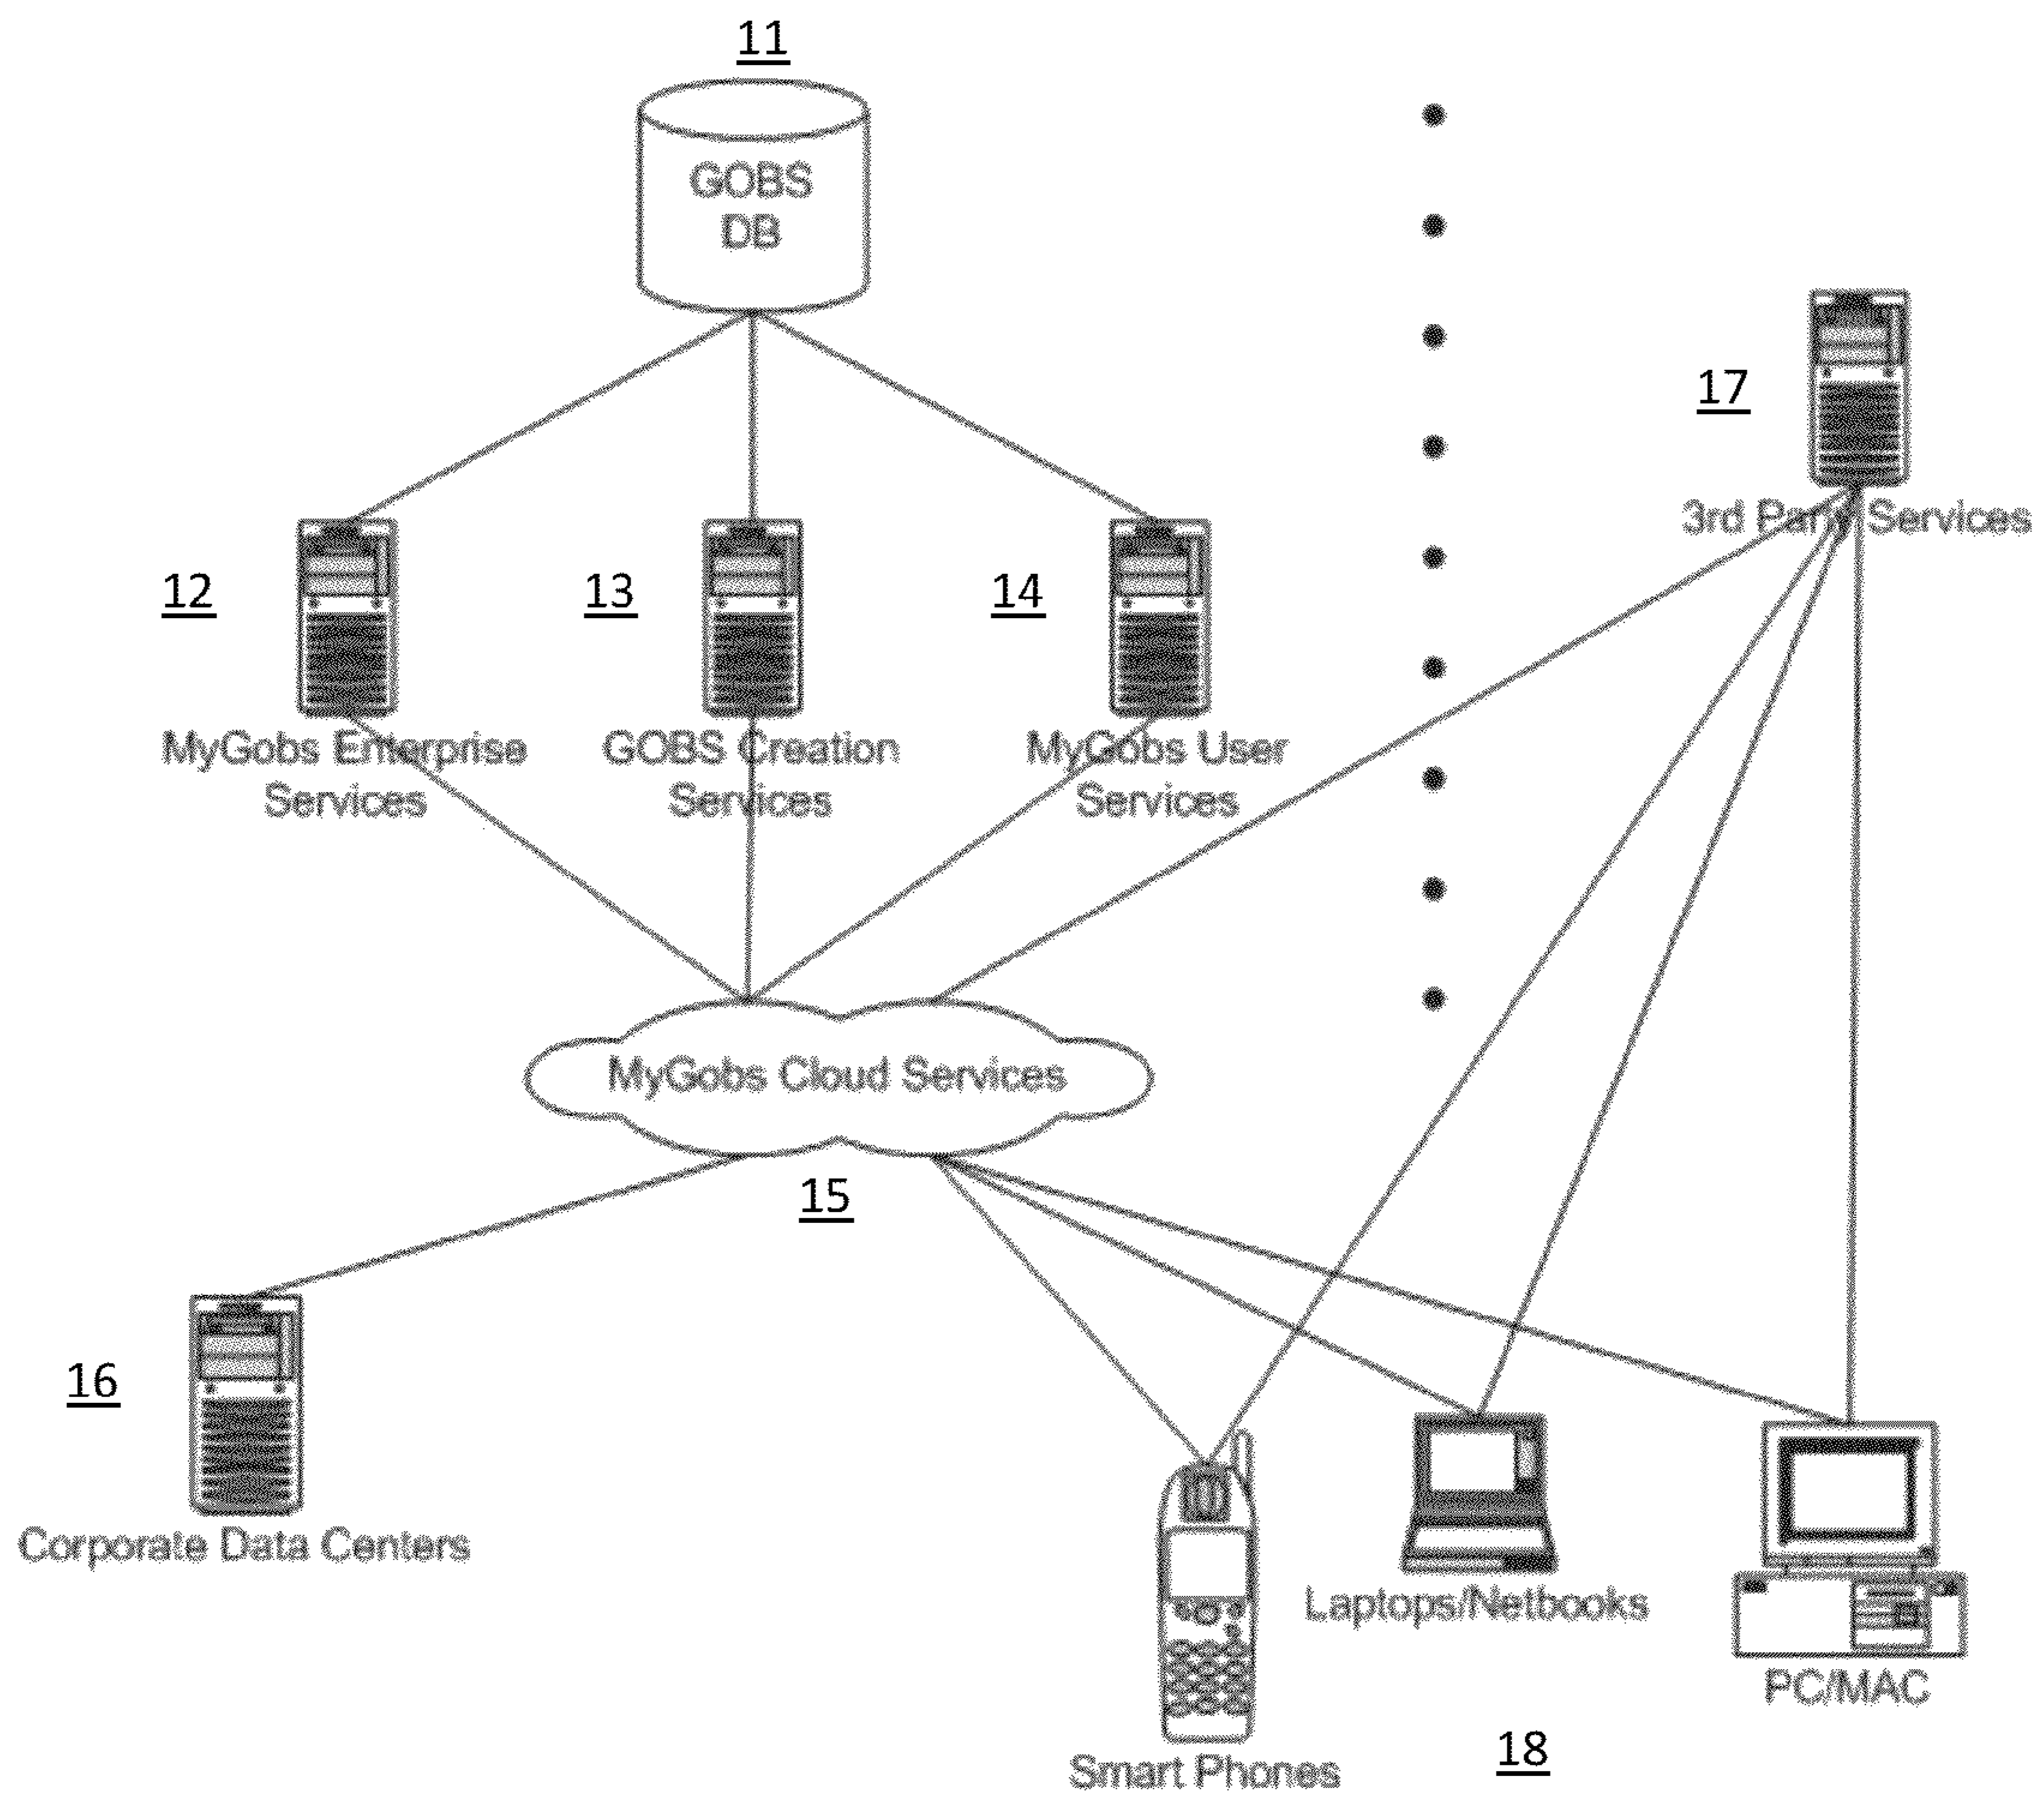 11
GOBS
DB
17
3rd Party Services
12
13
14
MyGobs Enterprise
Services
GOBS Creation
Services
MyGobs User
Services
MyGobs Cloud Services
15
16
Corporate Data Centers
Laptops/Netbooks
PC/MAC
18
Smart Phones